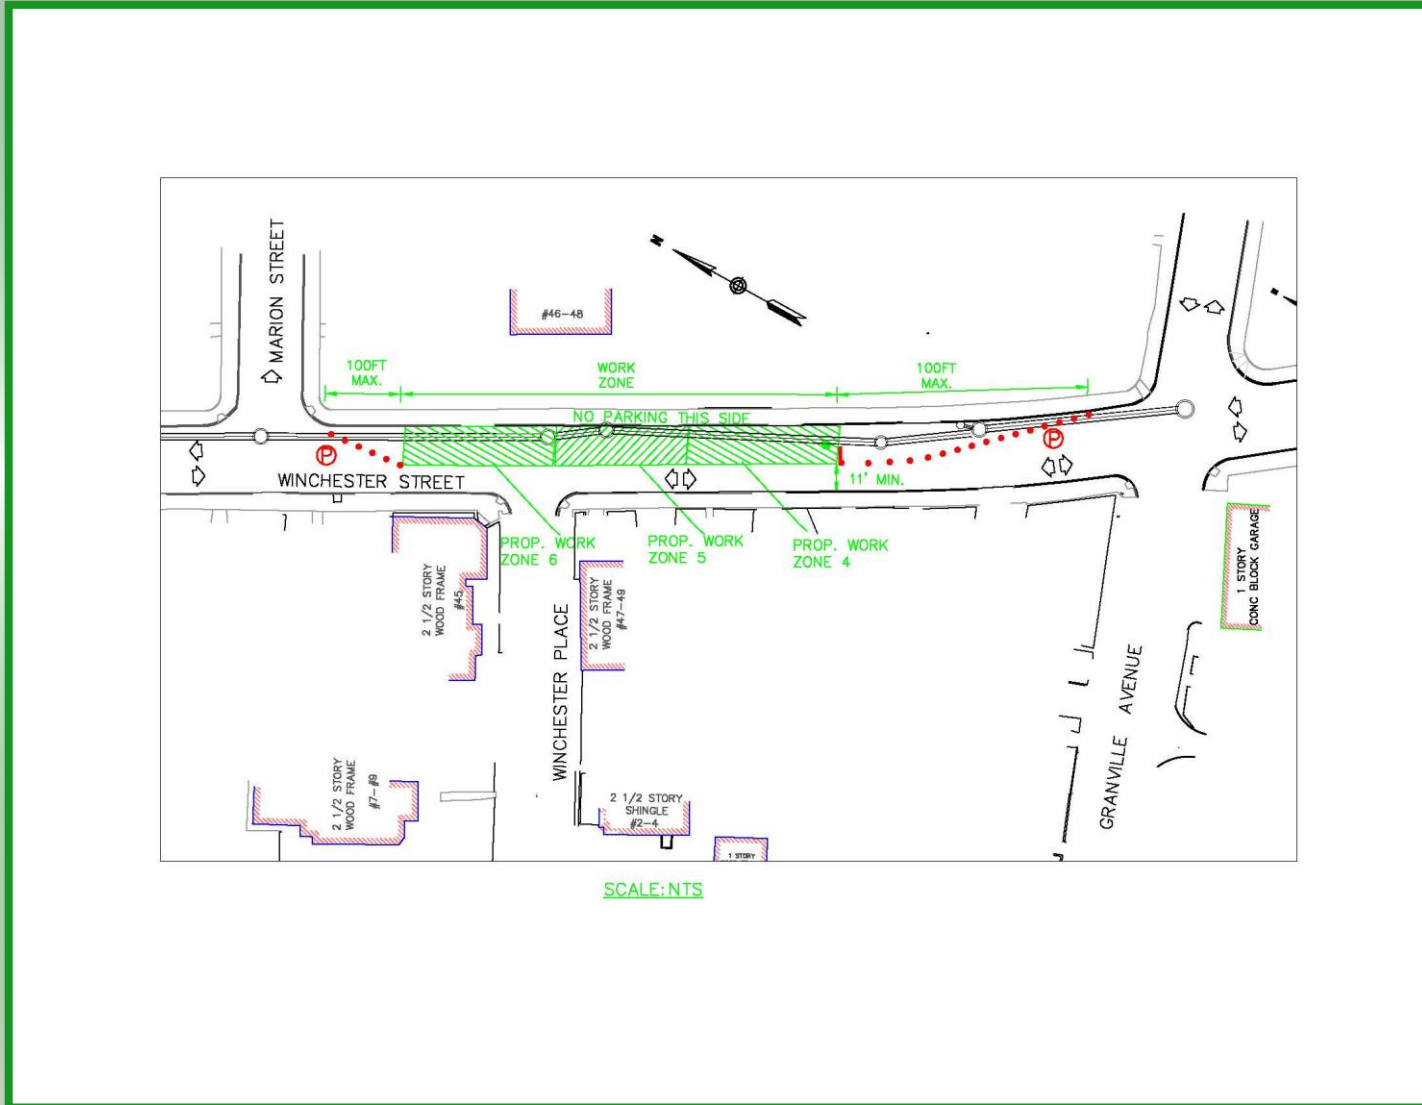 MARION STREET
N
#46-48
100FT
MAX.
WORK
ZONE
100FT
MAX.
NO PARKING THIS SIDE
P
P
WINCHESTER STREET
11' MIN.
PROP. WORK
ZONE 6
PROP. WORK
ZONE 5
PROP. WORK
ZONE 4
2 1/2 STORY
WOOD FRAME
#45
2 1/2 STORY
WOOD FRAME
#47-49
1 STORY
CONC BLOCK GARAGE
WINCHESTER PLACE
GRANVILLE AVENUE
2 1/2 STORY
WOOD FRAME
#7-#9
2 1/2 STORY
SHINGLE
#2-4
1 STORY
SCALE: NTS